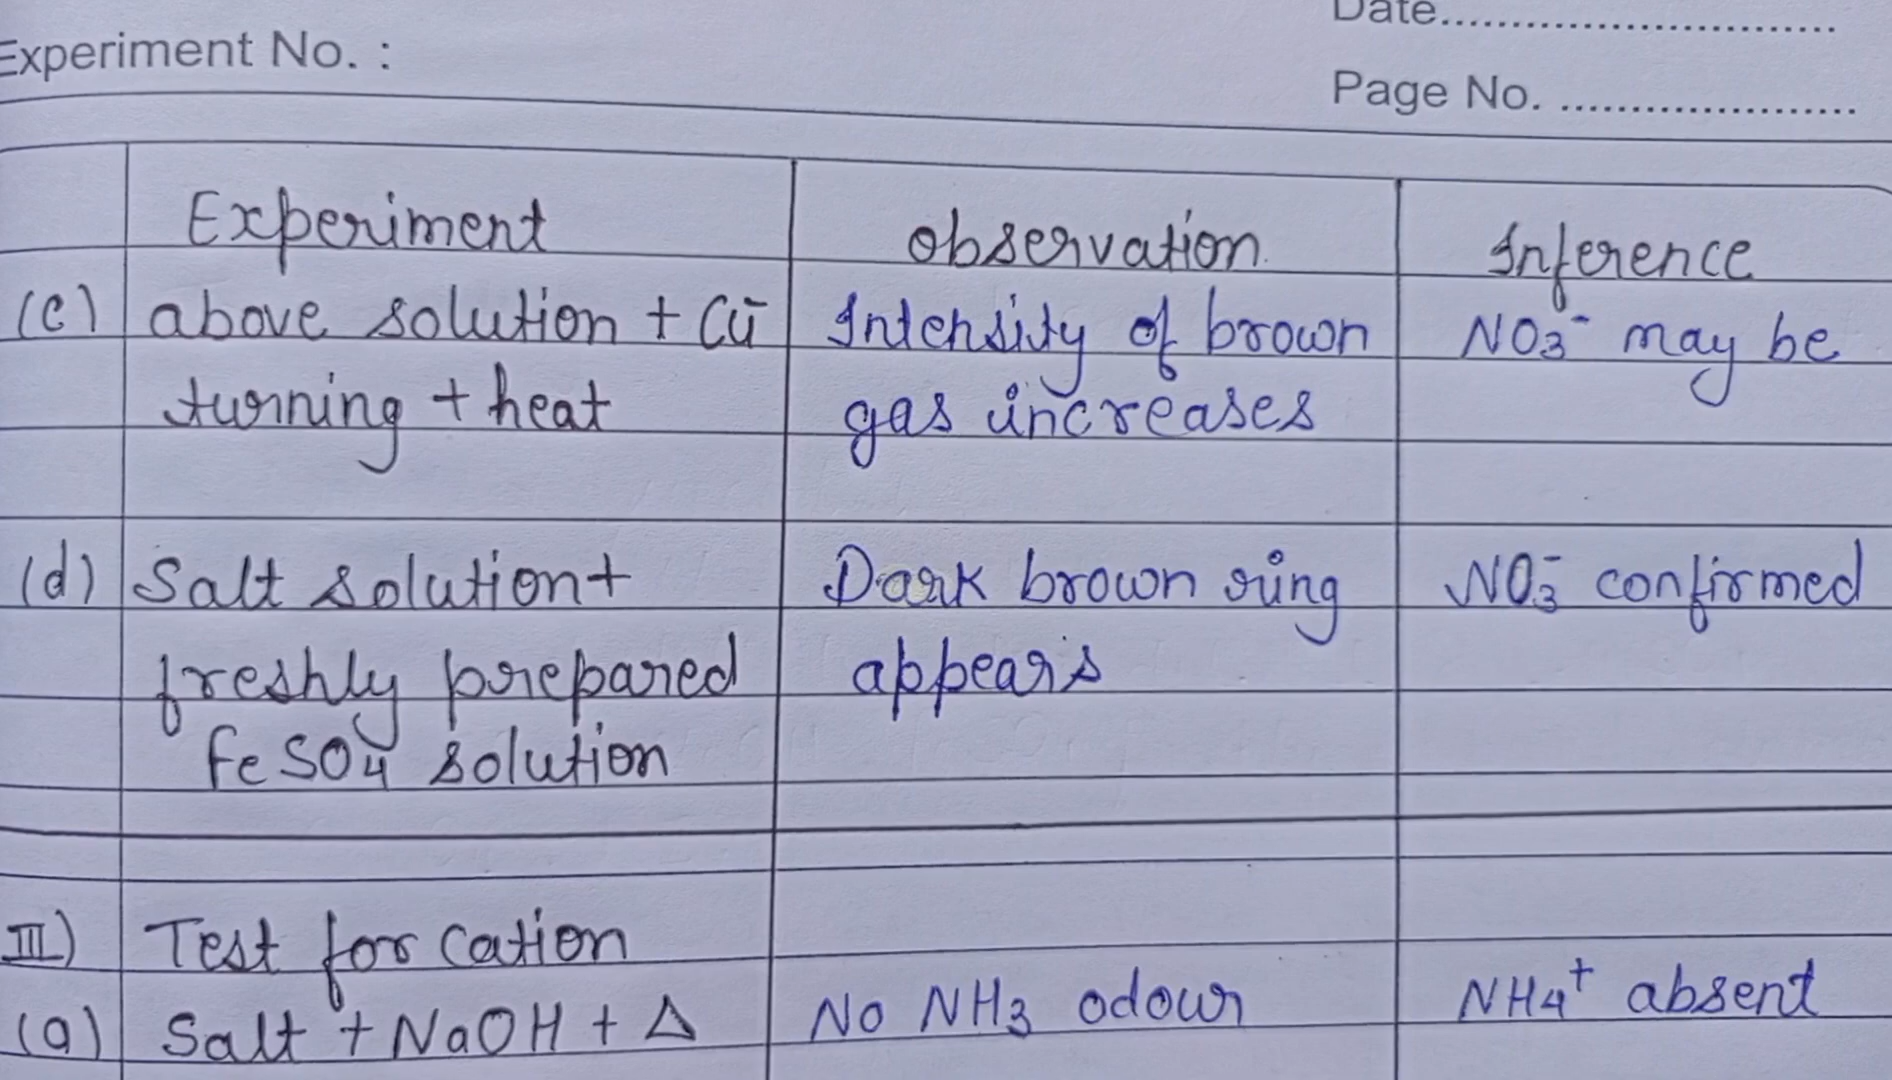 Date..............................
Experiment No. :
Page No. .....................
Experiment observation. Inference
(c) above solution + Cu Intensity of brown NO3⁻ may be
turning + heat gas increases
(d) Salt solution+ Dark brown ring NO3⁻ confirmed
freshly prepared appears
FeSO4 solution
III) Test for cation
(a) Salt + NaOH + Δ No NH3 odour NH4⁺ absent